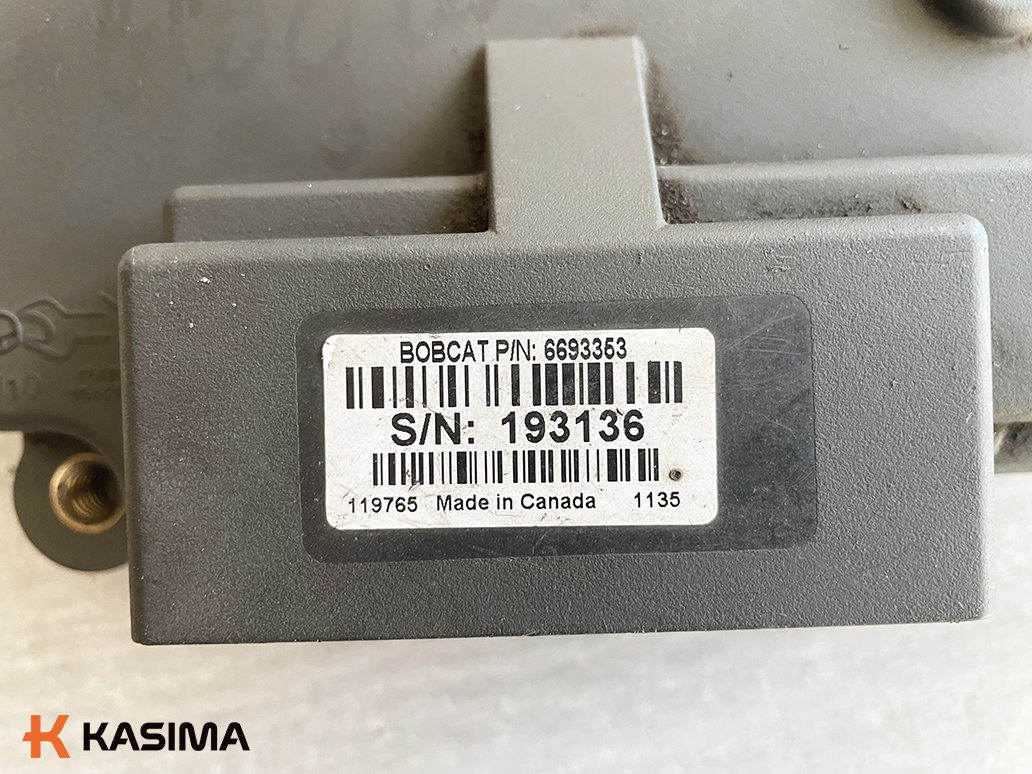 BOBCAT P/N: 6693353
S/N: 193136
119765 Made in Canada 1135
KASIMA